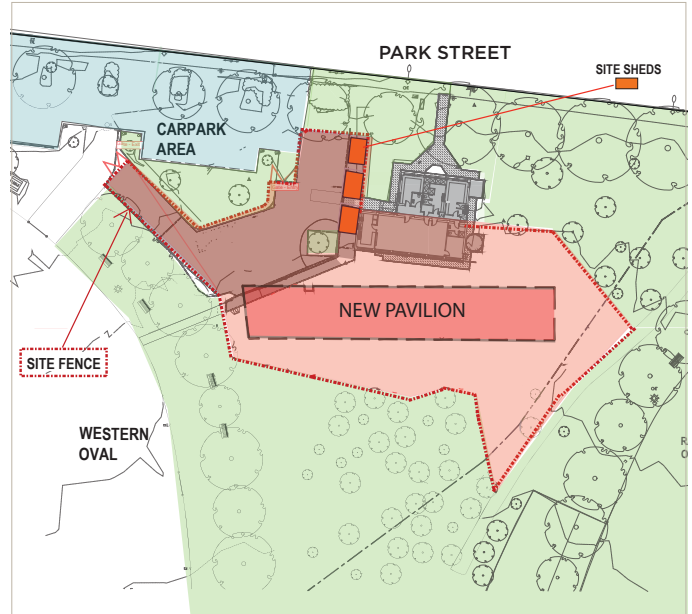 PARK STREET
SITE SHEDS
CARPARK
AREA
NEW PAVILION
SITE FENCE
WESTERN
OVAL